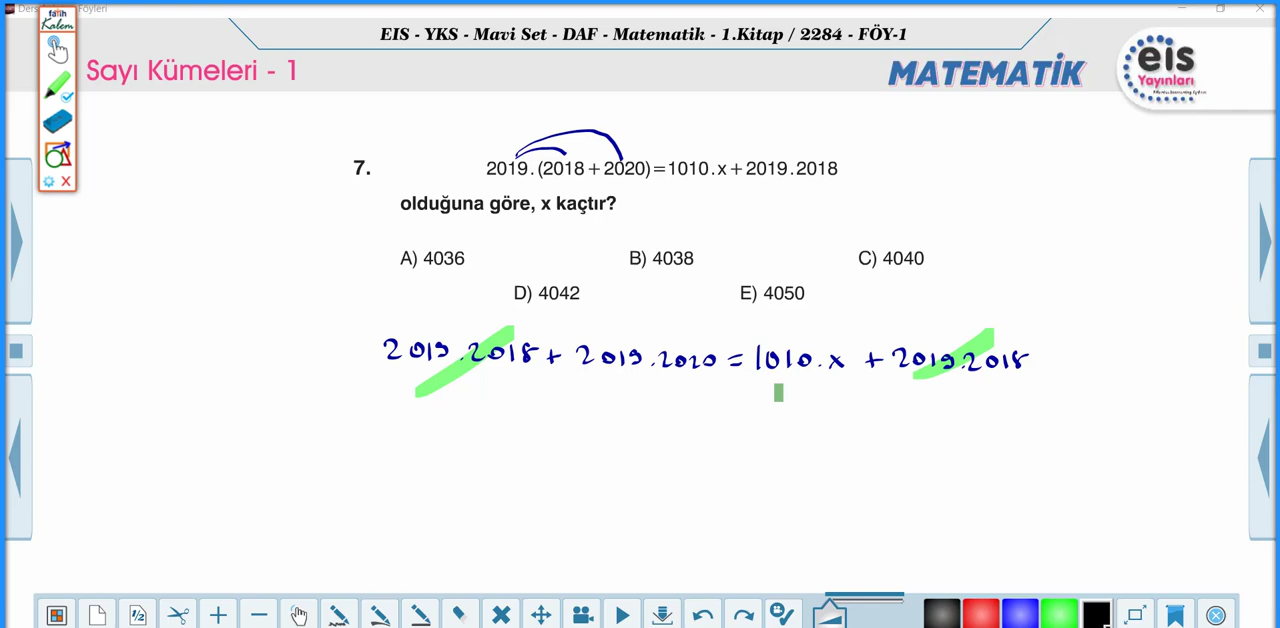 fatih
Kalem
EIS - YKS - Mavi Set - DAF - Matematik - 1.Kitap / 2284 - FÖY-1
Sayı Kümeleri - 1
MATEMATİK
eis
Yayınları
7.
2019.(2018+2020)=1010.x+2019.2018
olduğuna göre, x kaçtır?
A) 4036
B) 4038
C) 4040
D) 4042
E) 4050
2019.2018 + 2019.2020 = 1010.x + 2019.2018
1/2